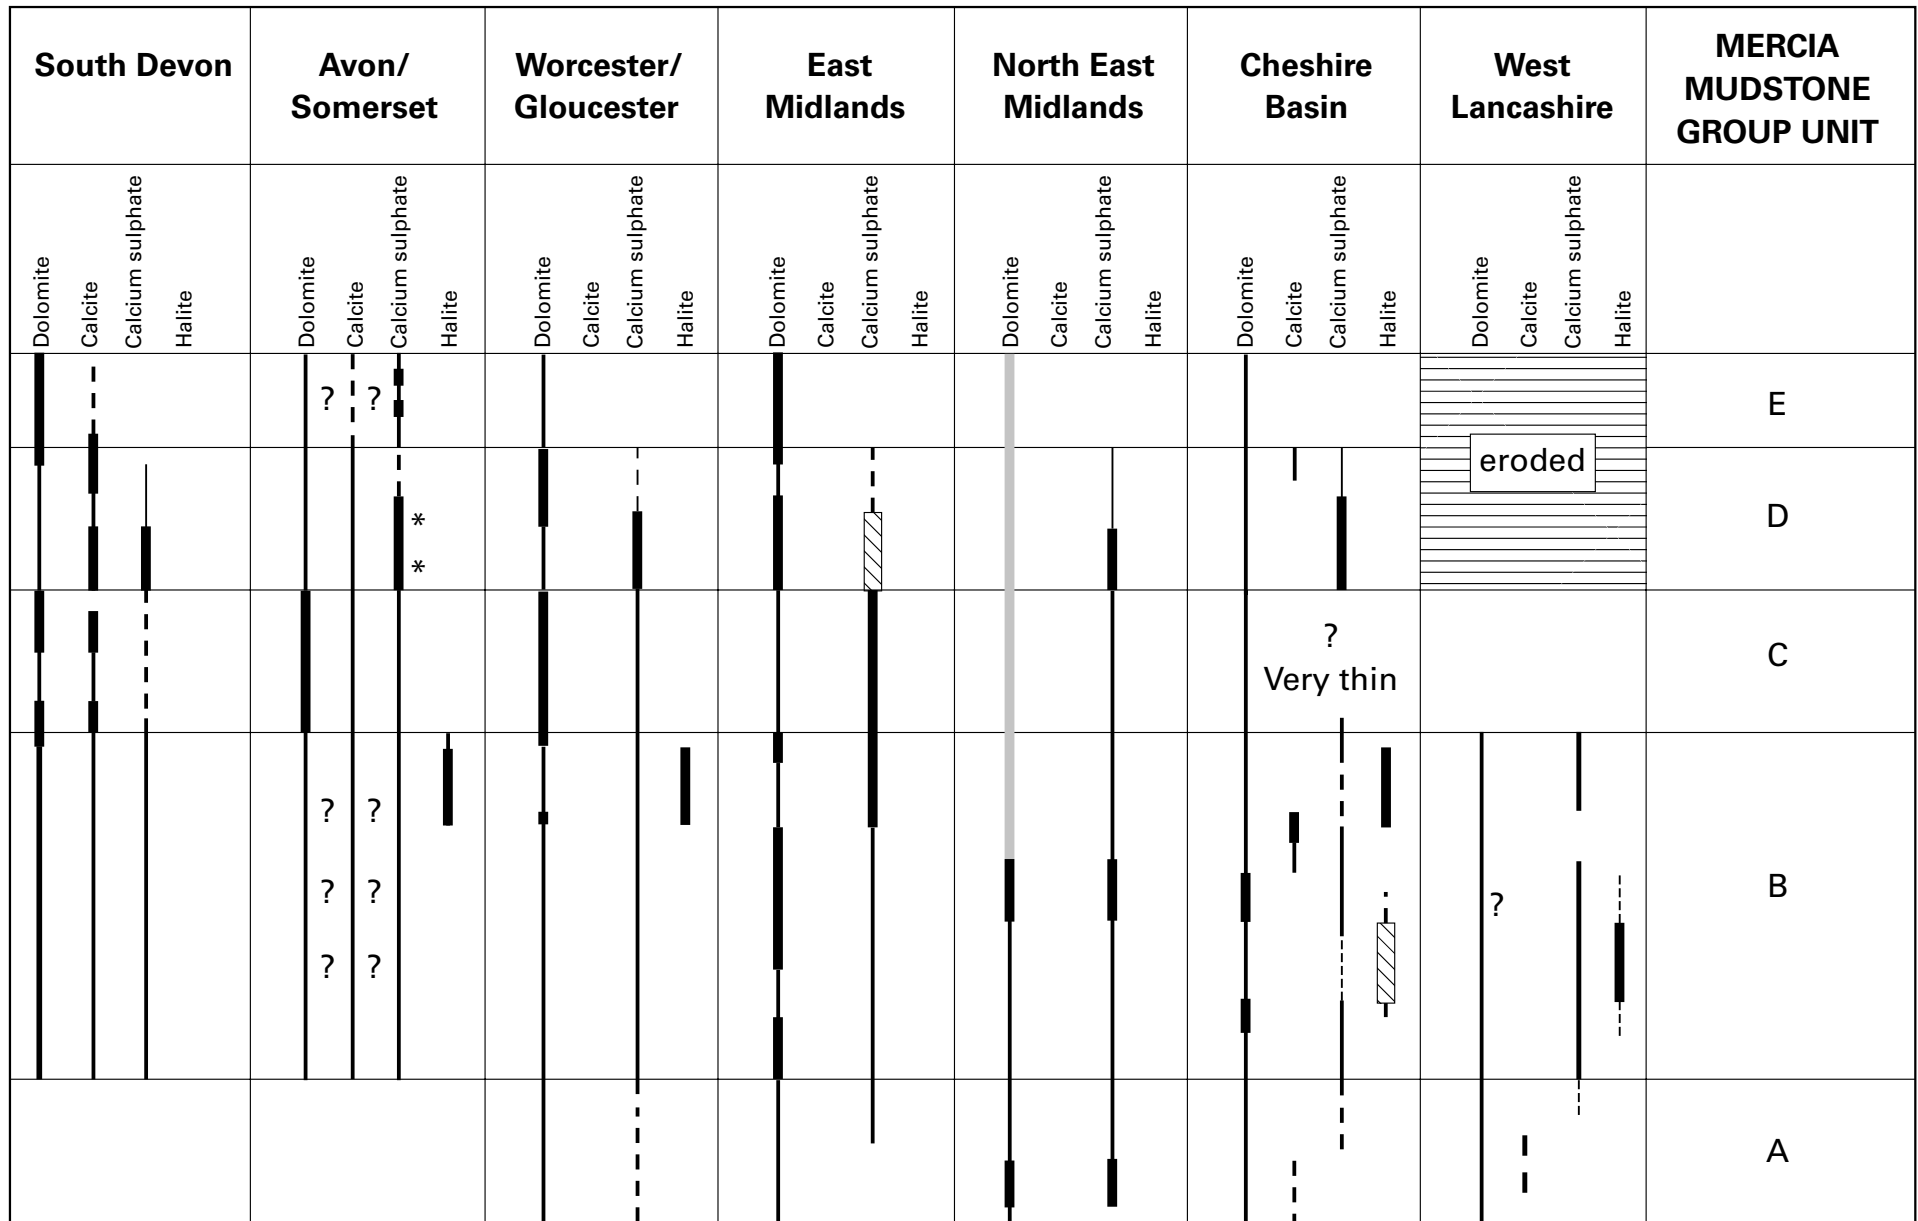 South Devon
Avon/
Somerset
Worcester/
Gloucester
East
Midlands
North East
Midlands
Cheshire
Basin
West
Lancashire
MERCIA
MUDSTONE
GROUP UNIT
Dolomite
Calcite
Calcium sulphate
Halite
Dolomite
Calcite
Calcium sulphate
Halite
Dolomite
Calcite
Calcium sulphate
Halite
Dolomite
Calcite
Calcium sulphate
Halite
Dolomite
Calcite
Calcium sulphate
Halite
Dolomite
Calcite
Calcium sulphate
Halite
Dolomite
Calcite
Calcium sulphate
Halite
? ?
E
eroded
*
D
*
?
Very thin
C
? ?
? ?
?
B
? ?
A